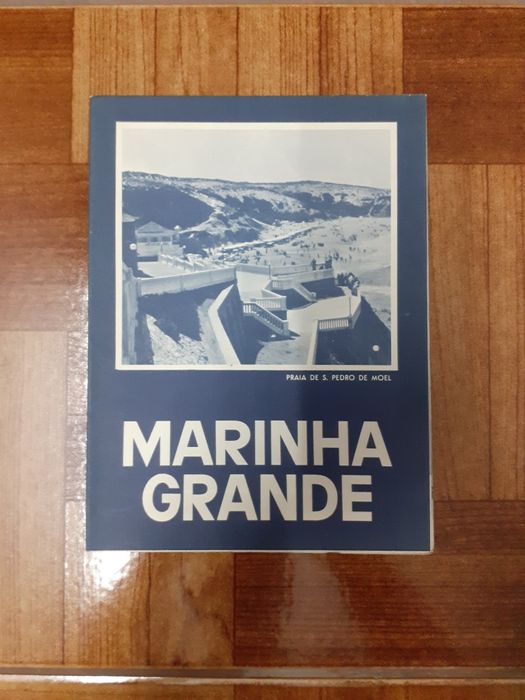 PRAIA DE S. PEDRO DE MOEL
MARINHA
GRANDE